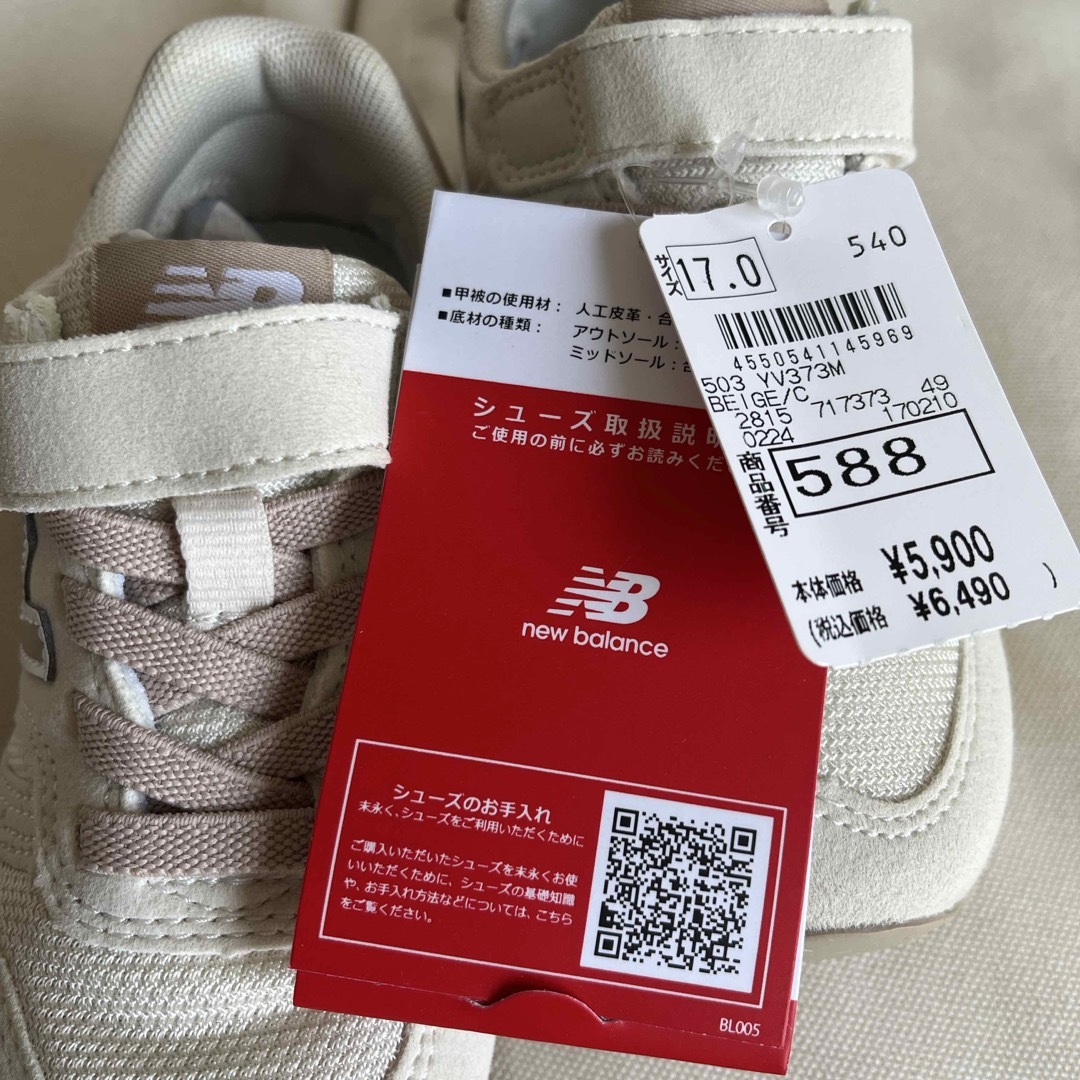 NB
■甲被の使用材： 人工皮革・合
■底材の種類： アウトソール：
ミッドソール：合
シューズ取扱説明
ご使用の前に必ずお読みくだ
NB
new balance
シューズのお手入れ
末永く、シューズをご利用いただくために
ご購入いただいたシューズを末永くお使
いいただくために、シューズの基礎知識
や、お手入れ方法などについては、こちら
をご覧ください。
BL005
サイズ 17.0 540
4550541145969
503 YV373M
BEIGE/C
2815 717373 49
0224 170210
商品番号 588
本体価格 ¥5,900
(税込価格 ¥6,490 )